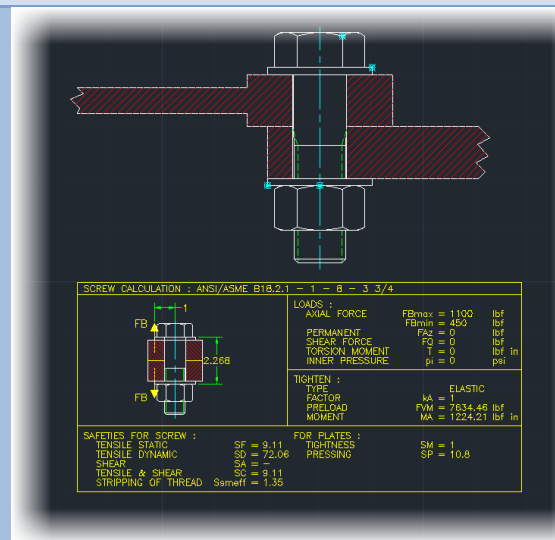 SCREW CALCULATION : ANSI/ASME B18.2.1 - 1 - 8 - 3 3/4
1
FB
2.268
FB
LOADS :
AXIAL FORCE FBmax = 1100 lbf
FBmin = 450 lbf
PERMANENT FAz = 0 lbf
SHEAR FORCE FQ = 0 lbf
TORSION MOMENT T = 0 lbf in
INNER PRESSURE pi = 0 psi
TIGHTEN :
TYPE ELASTIC
FACTOR kA = 1
PRELOAD FVM = 7634.46 lbf
MOMENT MA = 1224.21 lbf in
SAFETIES FOR SCREW :
TENSILE STATIC SF = 9.11
TENSILE DYNAMIC SD = 72.06
SHEAR SA = -
TENSILE & SHEAR SC = 9.11
STRIPPING OF THREAD Ssmeff = 1.35
FOR PLATES :
TIGHTNESS SM = 1
PRESSING SP = 10.8